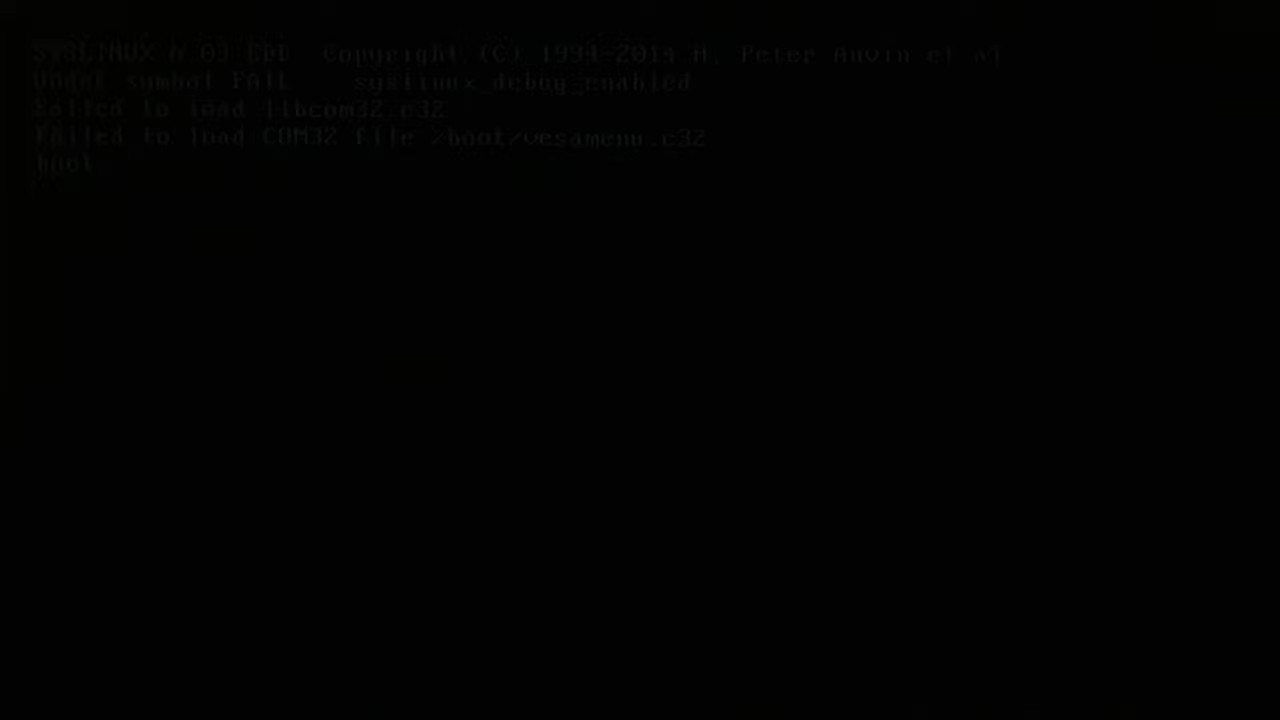 SYSLINUX 6.03 EDD Copyright (C) 1994-2014 H. Peter Anvin et al
Undef symbol FAIL: __syslinux_debug_enabled
Failed to load libcom32.c32
Failed to load COM32 file /boot/vesamenu.c32
boot: